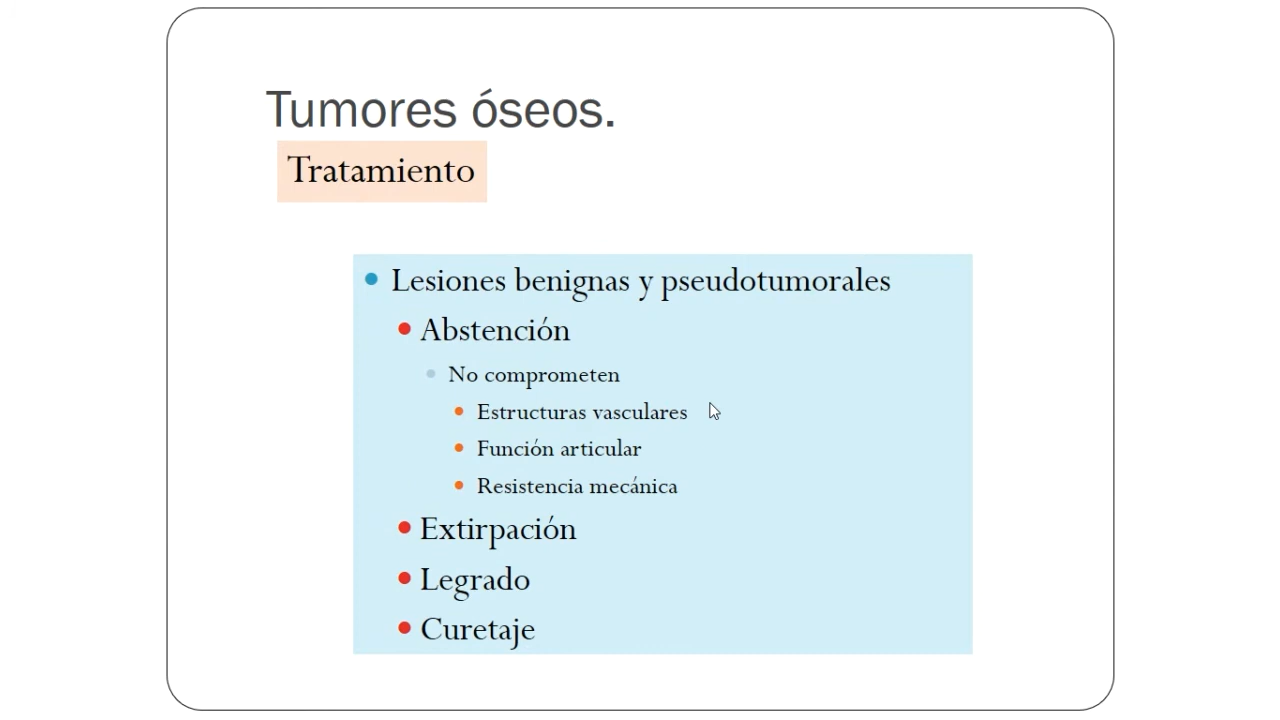 Tumores óseos.
Tratamiento
Lesiones benignas y pseudotumorales
Abstención
No comprometen
Estructuras vasculares
Función articular
Resistencia mecánica
Extirpación
Legrado
Curetaje